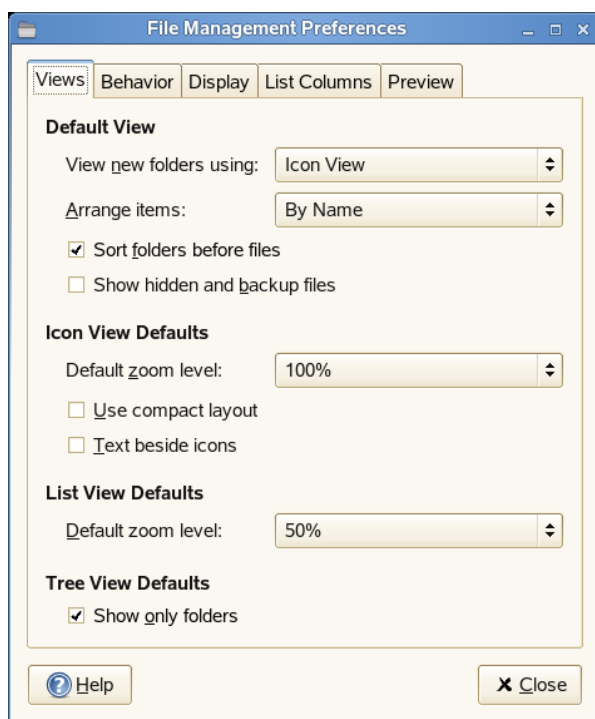 File Management Preferences
Views Behavior Display List Columns Preview
Default View
View new folders using: Icon View
Arrange items: By Name
Sort folders before files
Show hidden and backup files
Icon View Defaults
Default zoom level: 100%
Use compact layout
Text beside icons
List View Defaults
Default zoom level: 50%
Tree View Defaults
Show only folders
Help Close